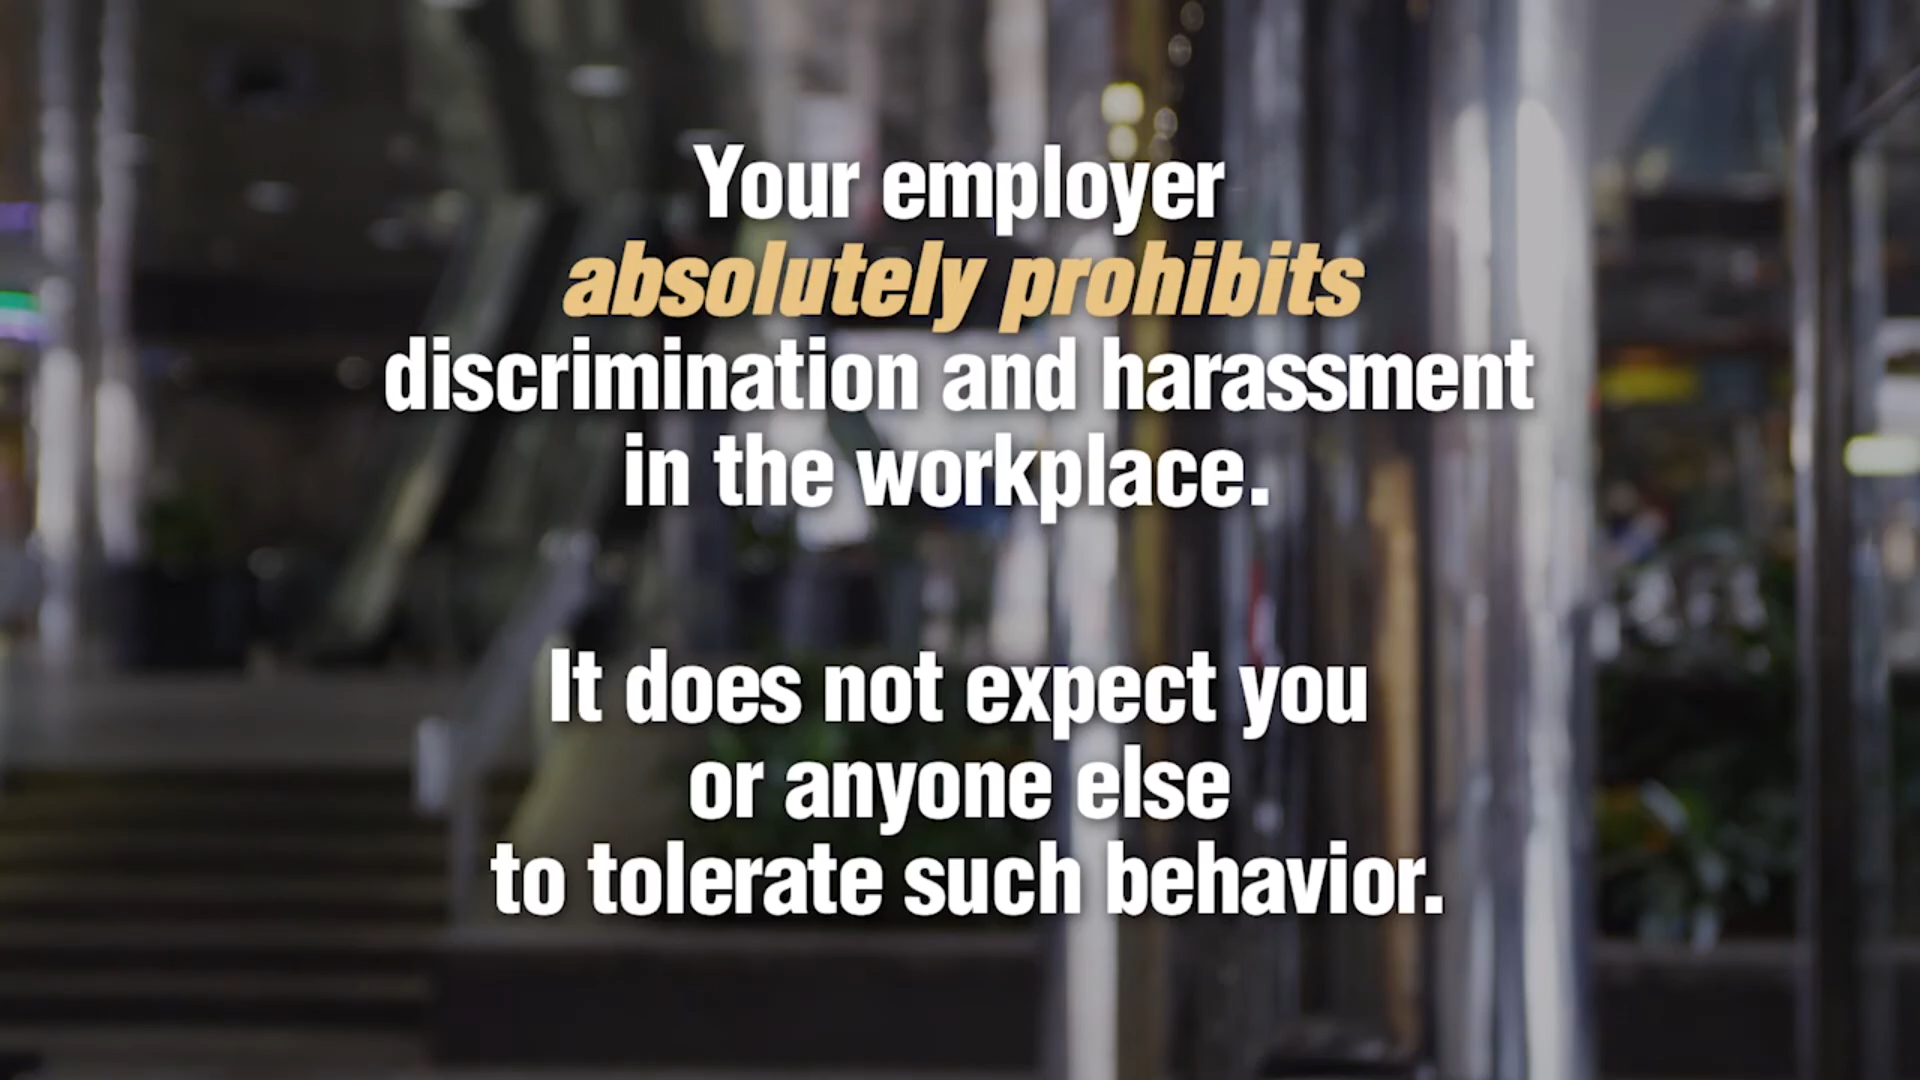 Your employer
absolutely prohibits
discrimination and harassment
in the workplace.
It does not expect you
or anyone else
to tolerate such behavior.